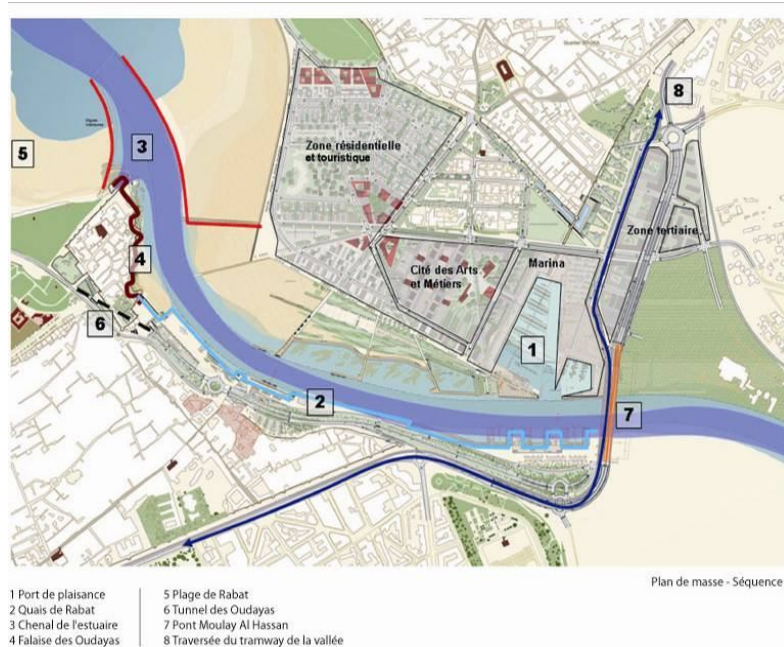 8
3
5
Zone résidentielle
et touristique
Zone tertiaire
4
Cité des Arts
et Métiers
Marina
6
1
2
7
Plan de masse - Séquence
1 Port de plaisance
2 Quais de Rabat
3 Chenal de l'estuaire
4 Falaise des Oudayas
5 Plage de Rabat
6 Tunnel des Oudayas
7 Pont Moulay Al Hassan
8 Traversée du tramway de la vallée